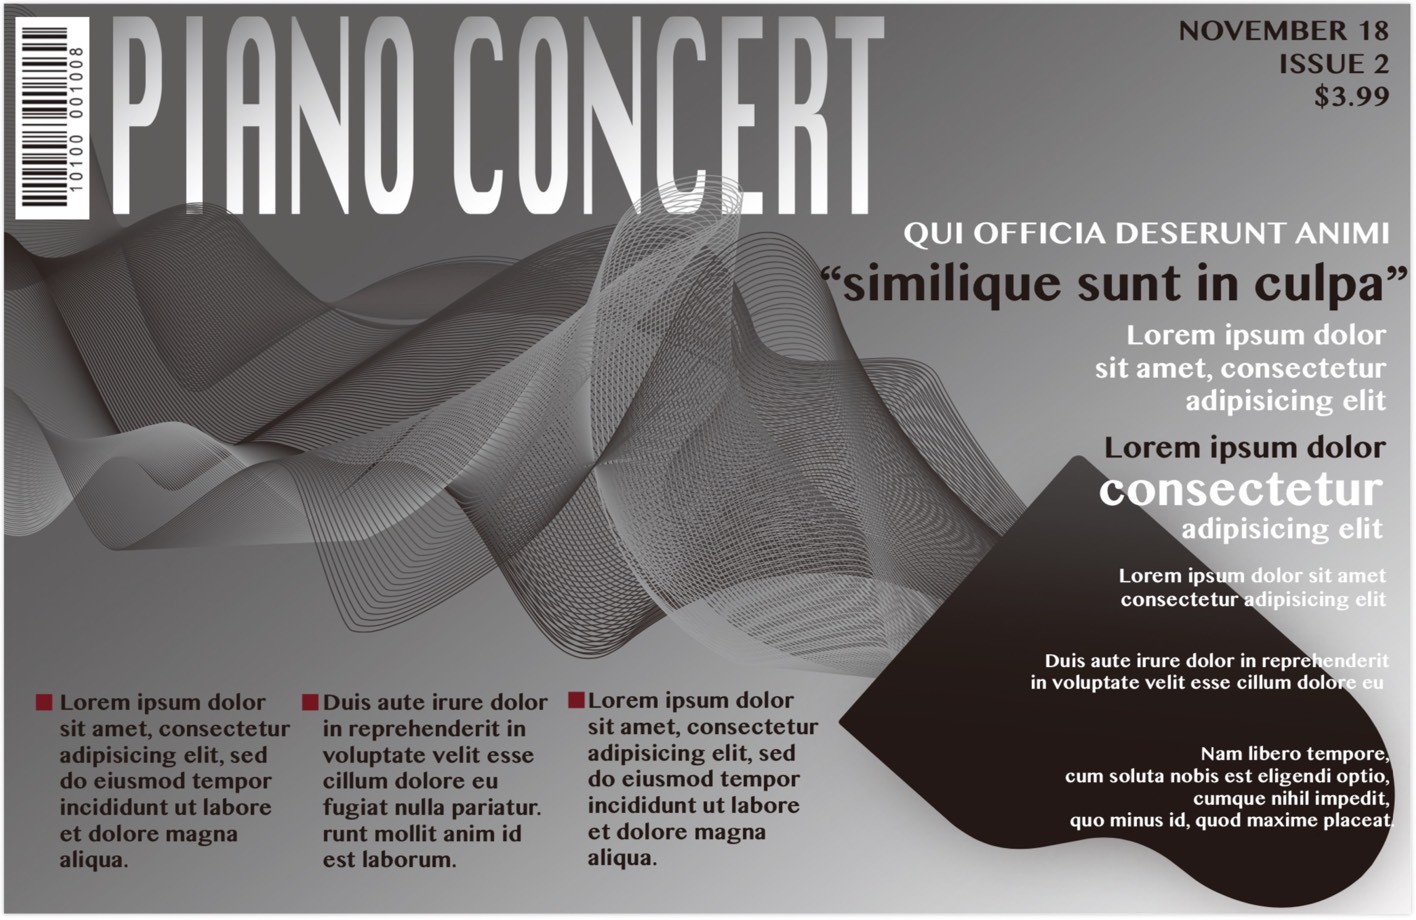 10100 001008
PIANO CONCERT
NOVEMBER 18
ISSUE 2
$3.99
QUI OFFICIA DESERUNT ANIMI
“similique sunt in culpa”
Lorem ipsum dolor
sit amet, consectetur
adipisicing elit
Lorem ipsum dolor
consectetur
adipisicing elit
Lorem ipsum dolor sit amet
consectetur adipisicing elit
Duis aute irure dolor in reprehenderit
in voluptate velit esse cillum dolore eu
Nam libero tempore,
cum soluta nobis est eligendi optio,
cumque nihil impedit,
quo minus id, quod maxime placeat.
Lorem ipsum dolor
sit amet, consectetur
adipisicing elit, sed
do eiusmod tempor
incididunt ut labore
et dolore magna
aliqua.
Duis aute irure dolor
in reprehenderit in
voluptate velit esse
cillum dolore eu
fugiat nulla pariatur.
runt mollit anim id
est laborum.
Lorem ipsum dolor
sit amet, consectetur
adipisicing elit, sed
do eiusmod tempor
incididunt ut labore
et dolore magna
aliqua.